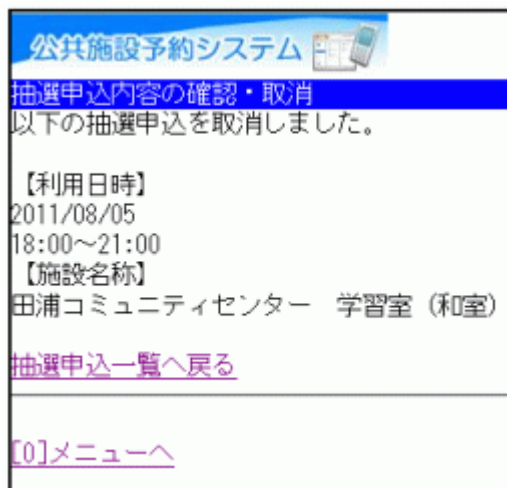 公共施設予約システム
抽選申込内容の確認・取消
以下の抽選申込を取消しました。
【利用日時】
2011/08/05
18:00～21:00
【施設名称】
田浦コミュニティセンター　学習室（和室）
抽選申込一覧へ戻る
[0]メニューへ